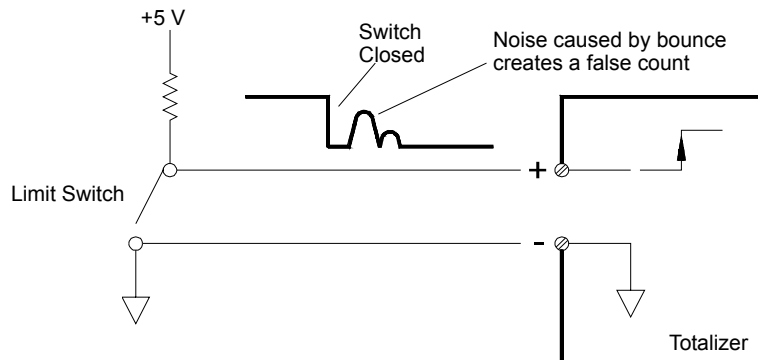 +5 V
Switch
Closed
Noise caused by bounce
creates a false count
Limit Switch
+
-
Totalizer